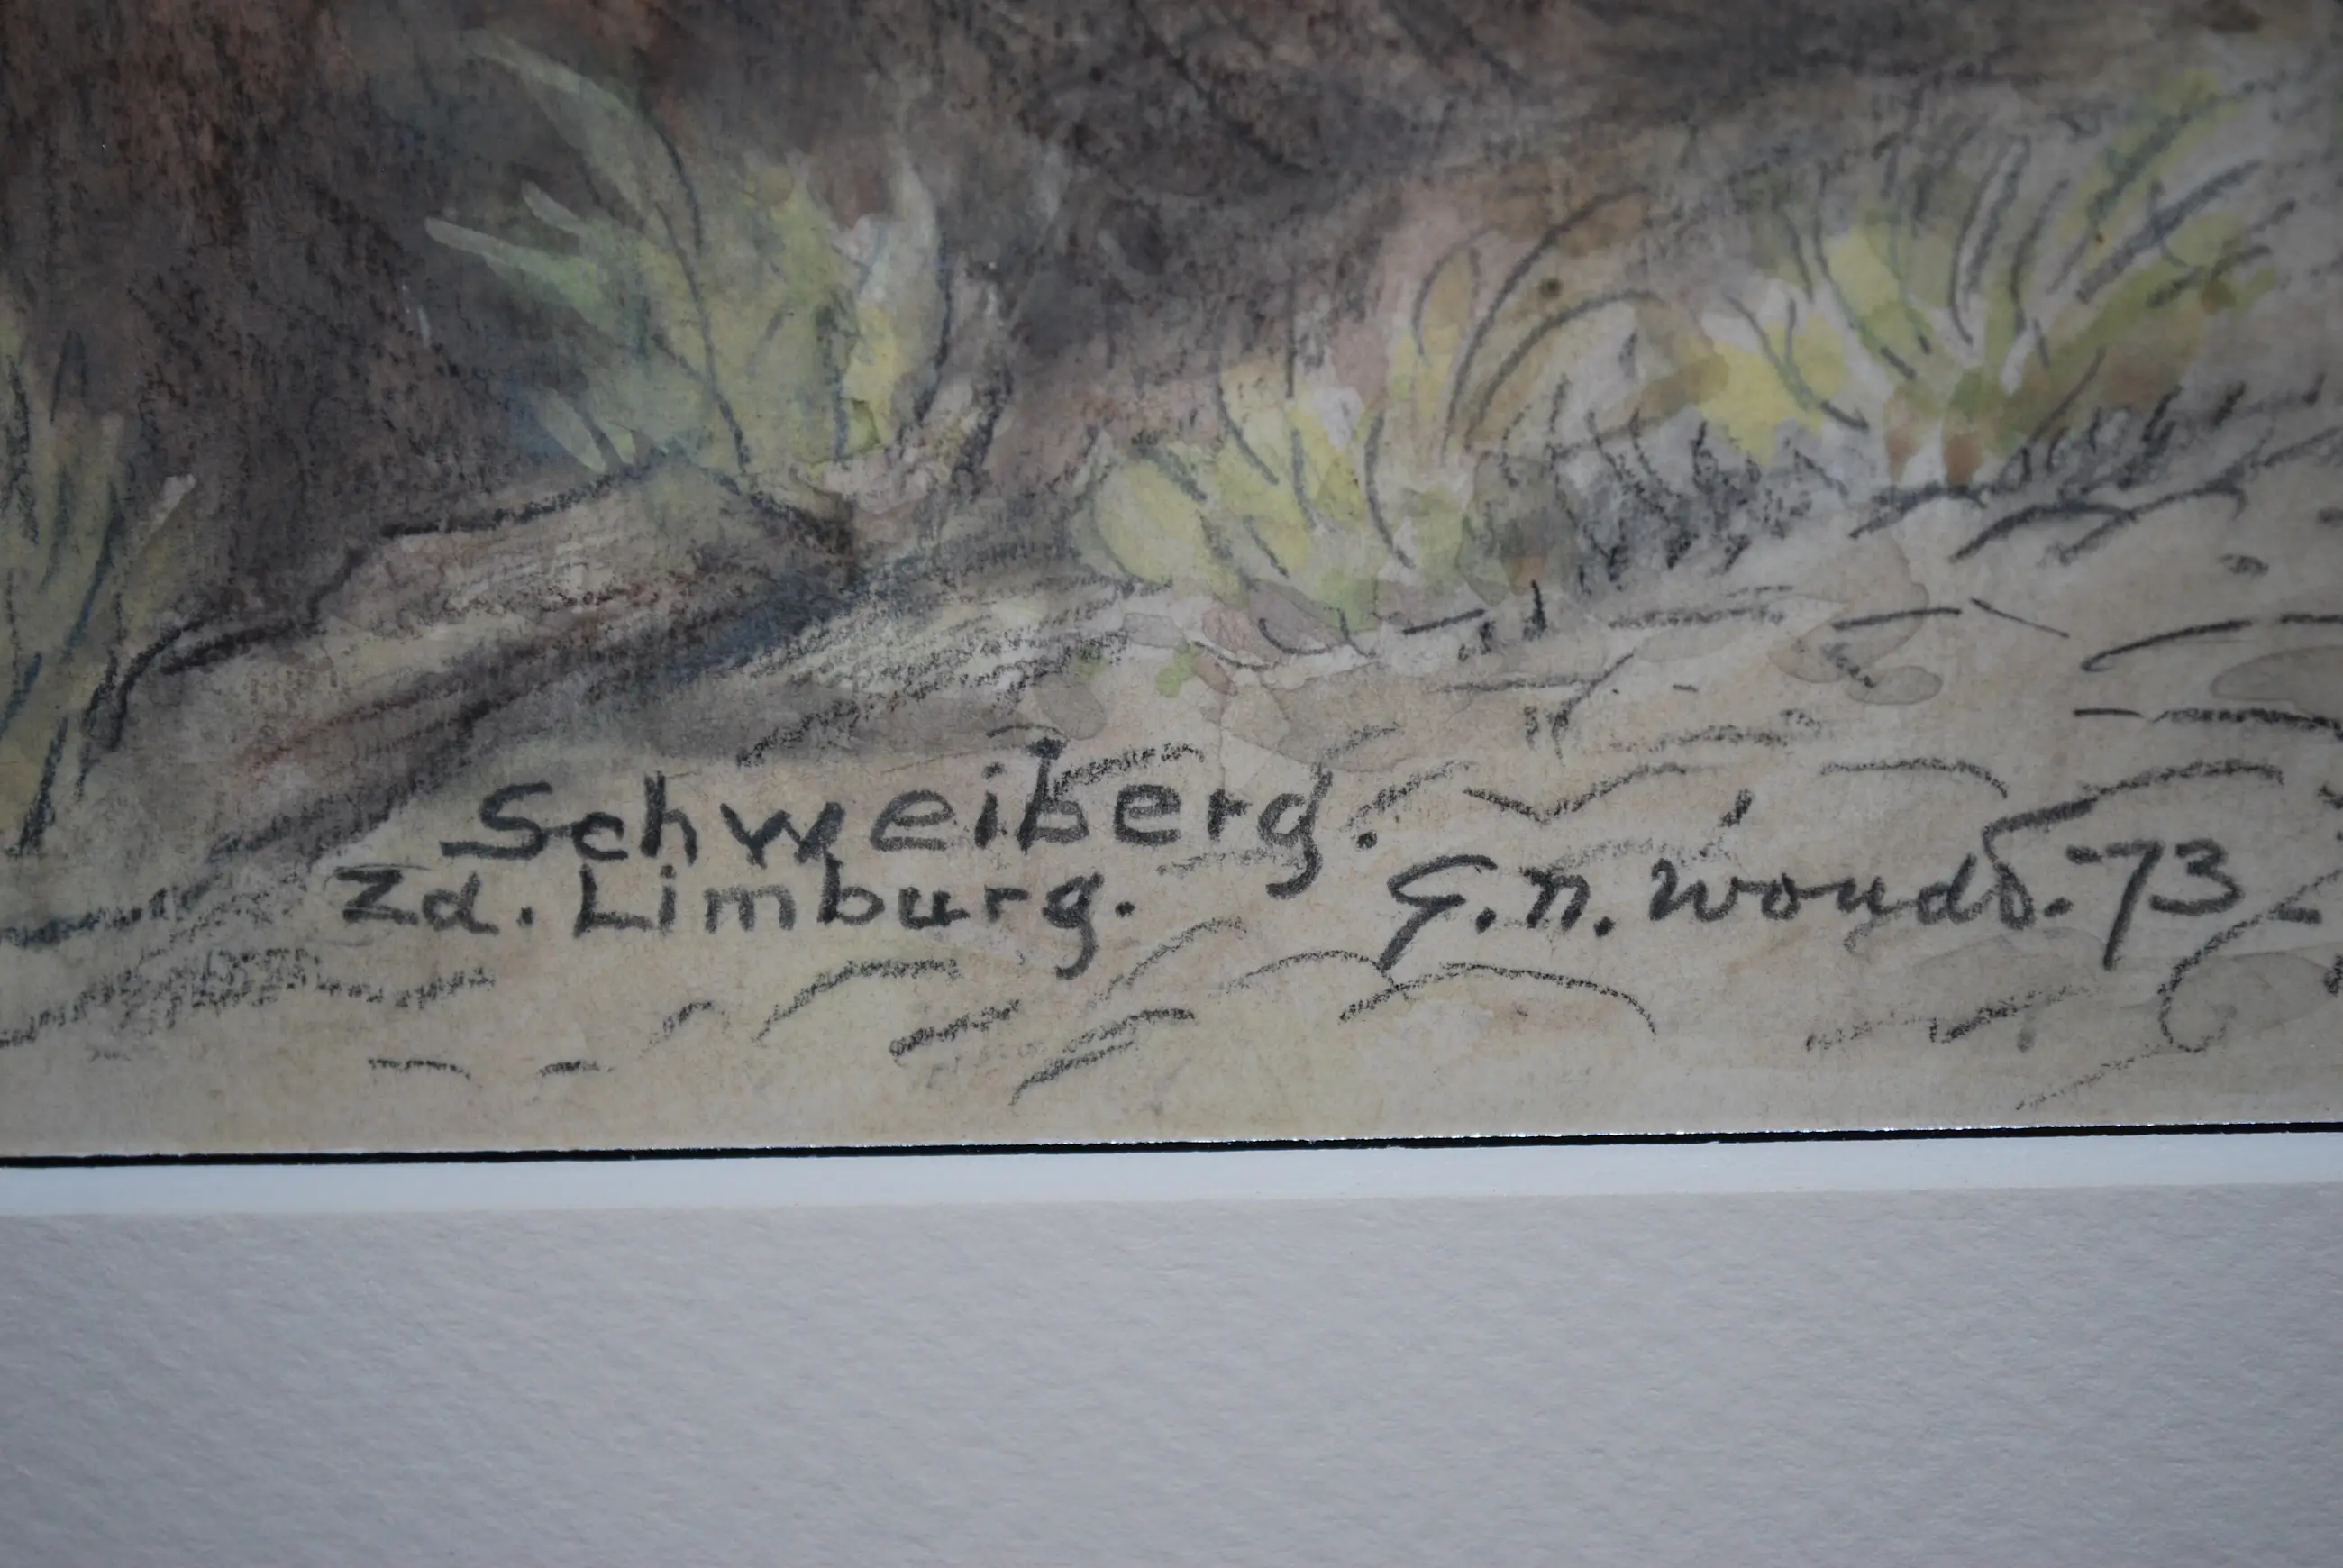 Schweiberg.
Zd. Limburg.
G. N. Woudt. -73-